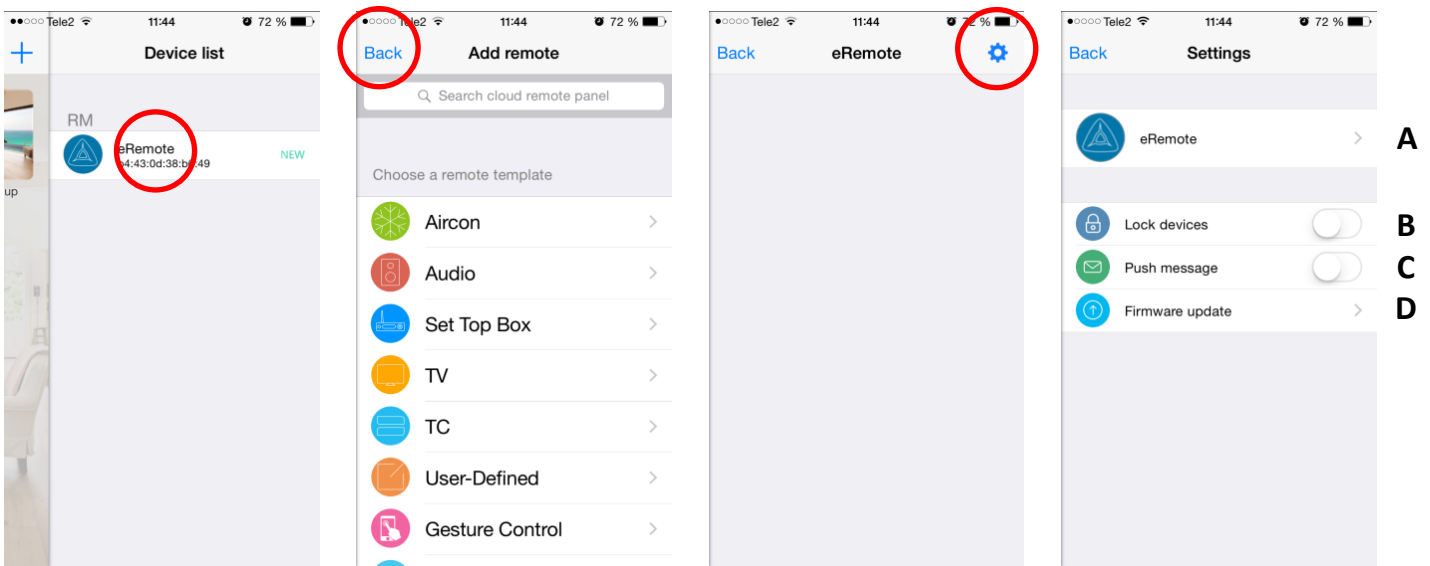 Tele2 11:44 72 %
Device list
RM
eRemote
NEW
up
Tele2 11:44 72 %
Back Add remote
Search cloud remote panel
Choose a remote template
Aircon
Audio
Set Top Box
TV
TC
User-Defined
Gesture Control
Tele2 11:44 72 %
Back eRemote
Tele2 11:44 72 %
Back Settings
eRemote A
Lock devices B
Push message C
Firmware update D